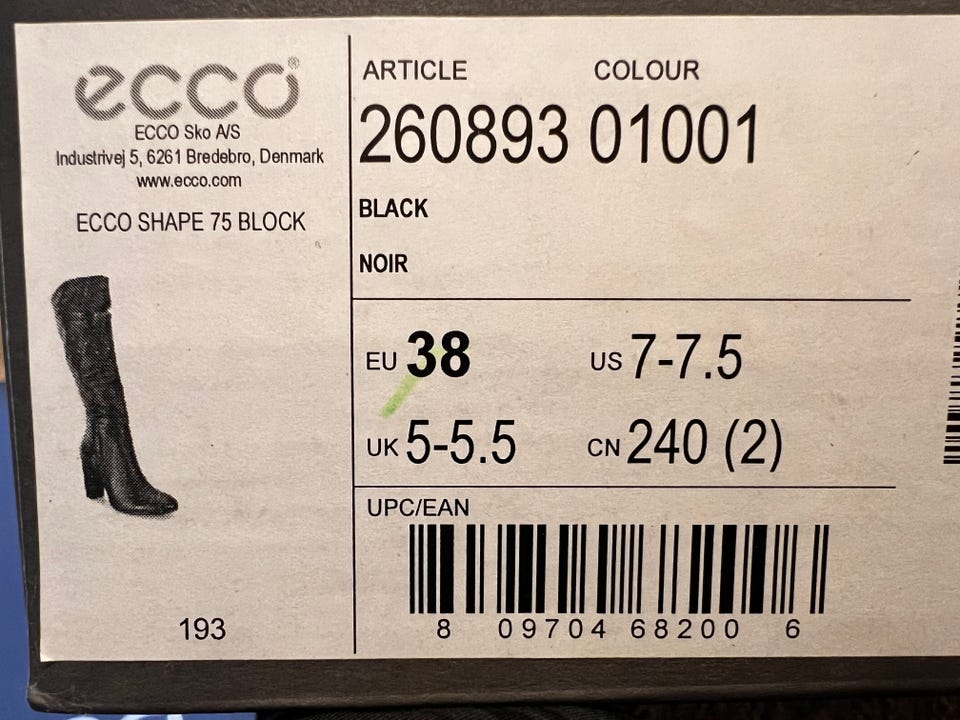 ecco®
ECCO Sko A/S
Industrivej 5, 6261 Bredebro, Denmark
www.ecco.com
ECCO SHAPE 75 BLOCK
193
ARTICLE COLOUR
260893 01001
BLACK
NOIR
EU 38 US 7-7.5
UK 5-5.5 CN 240 (2)
UPC/EAN
8 09704 68200 6